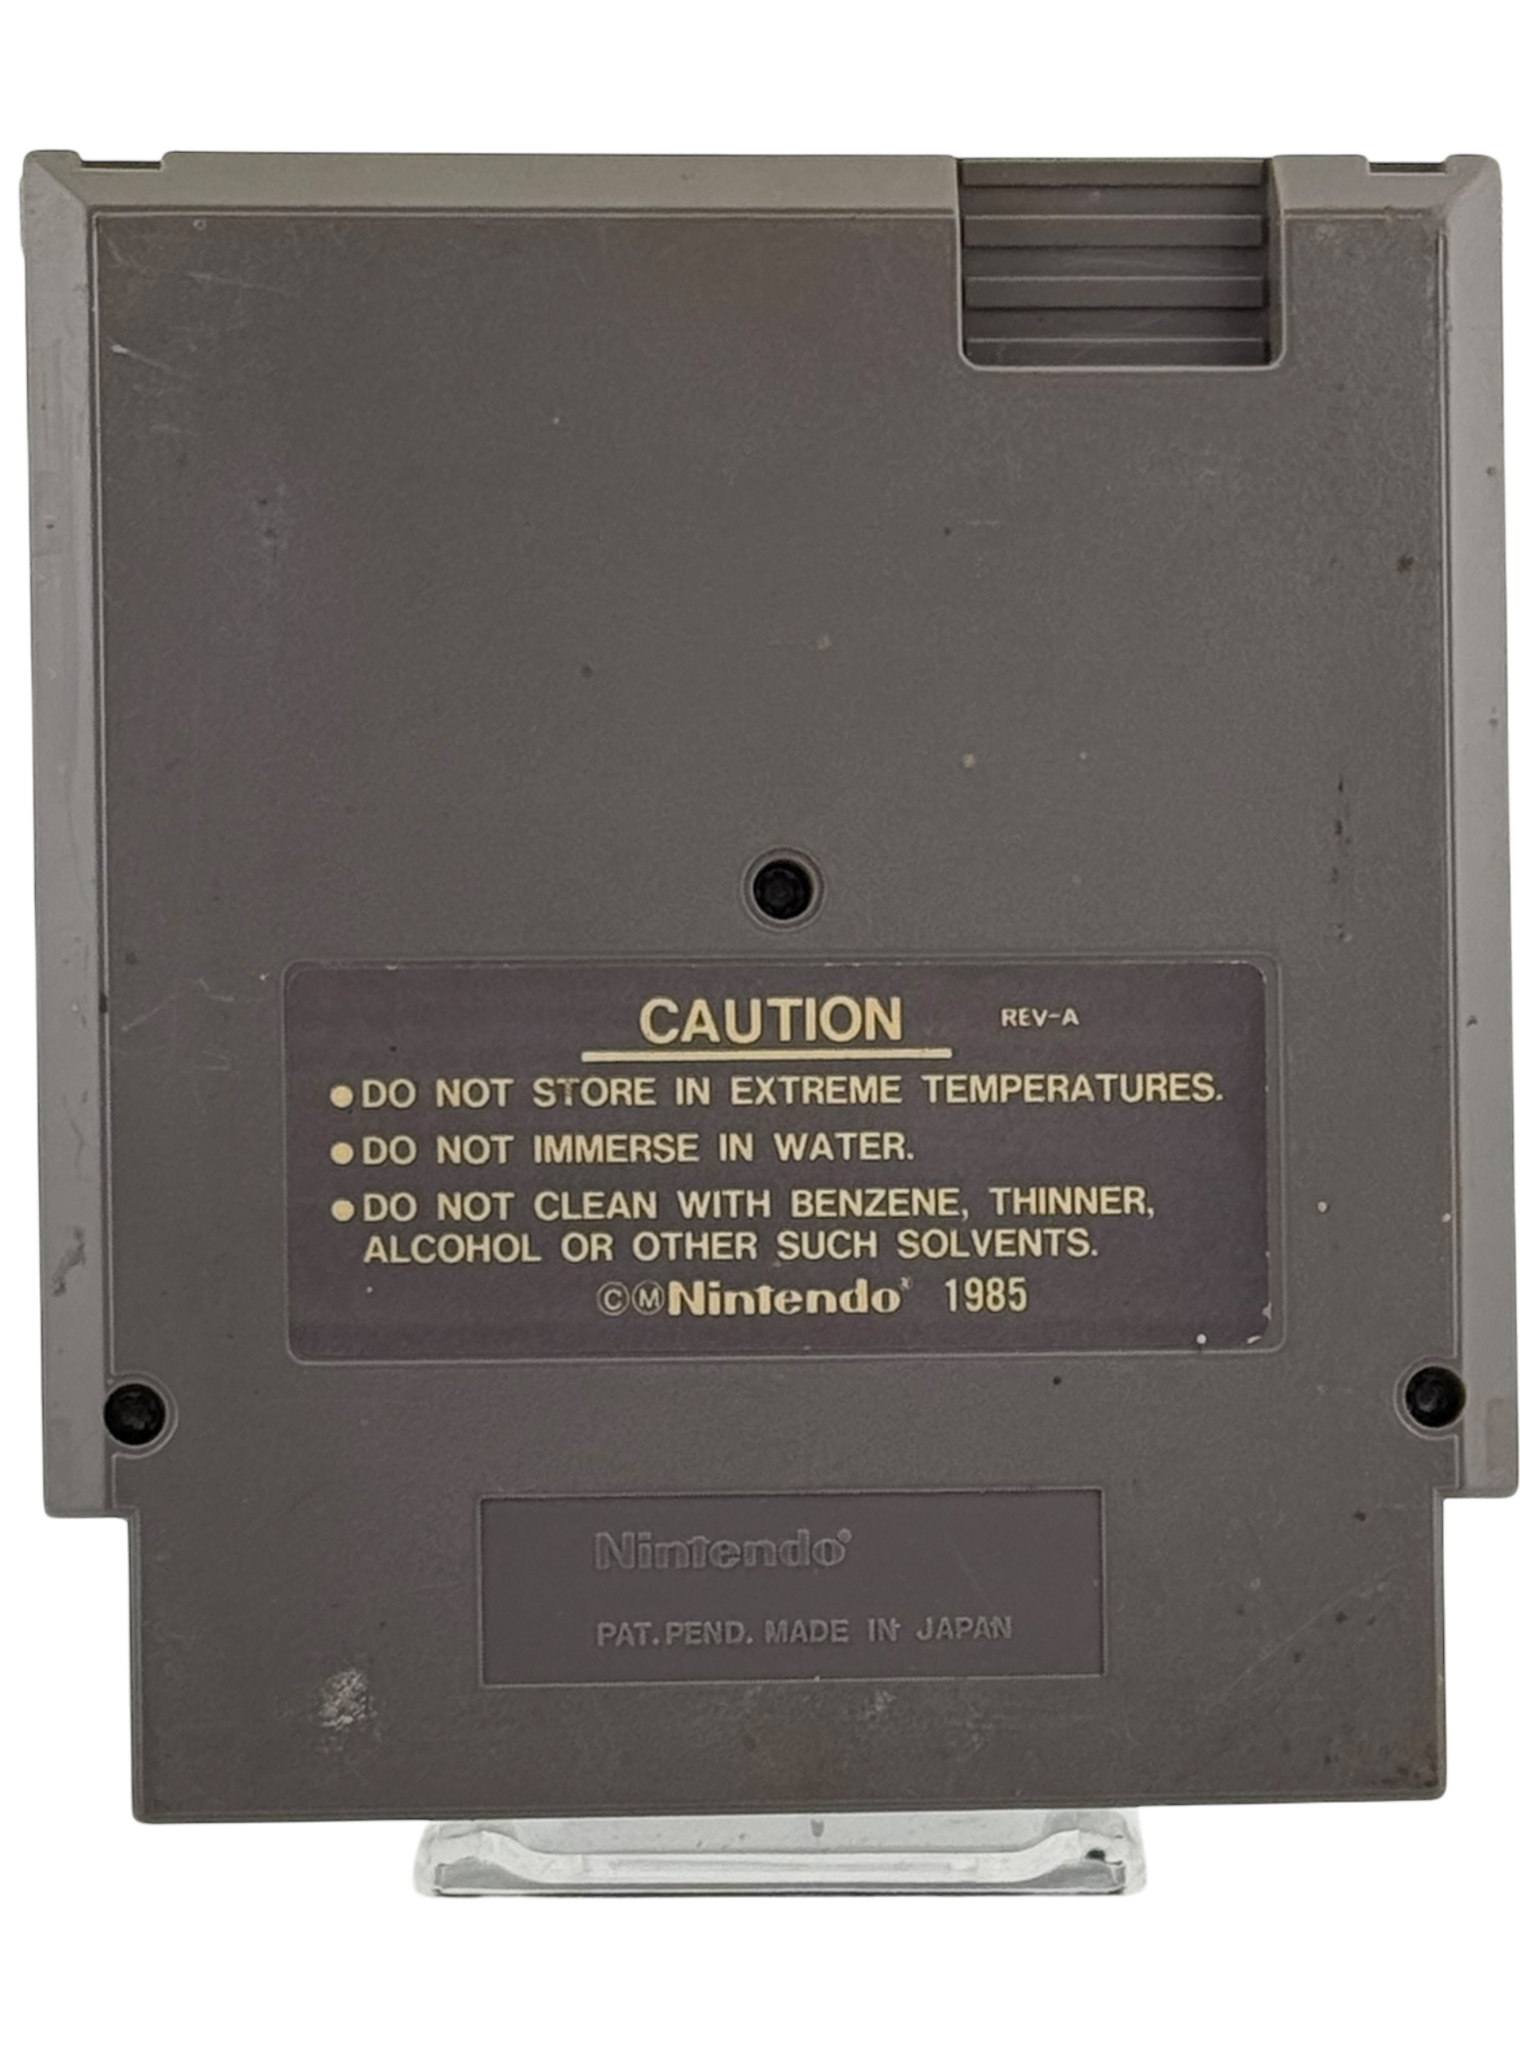 CAUTION REV-A
●DO NOT STORE IN EXTREME TEMPERATURES.
●DO NOT IMMERSE IN WATER.
●DO NOT CLEAN WITH BENZENE, THINNER,
ALCOHOL OR OTHER SUCH SOLVENTS.
©ⓂNintendo® 1985
Nintendo®
PAT. PEND. MADE IN JAPAN